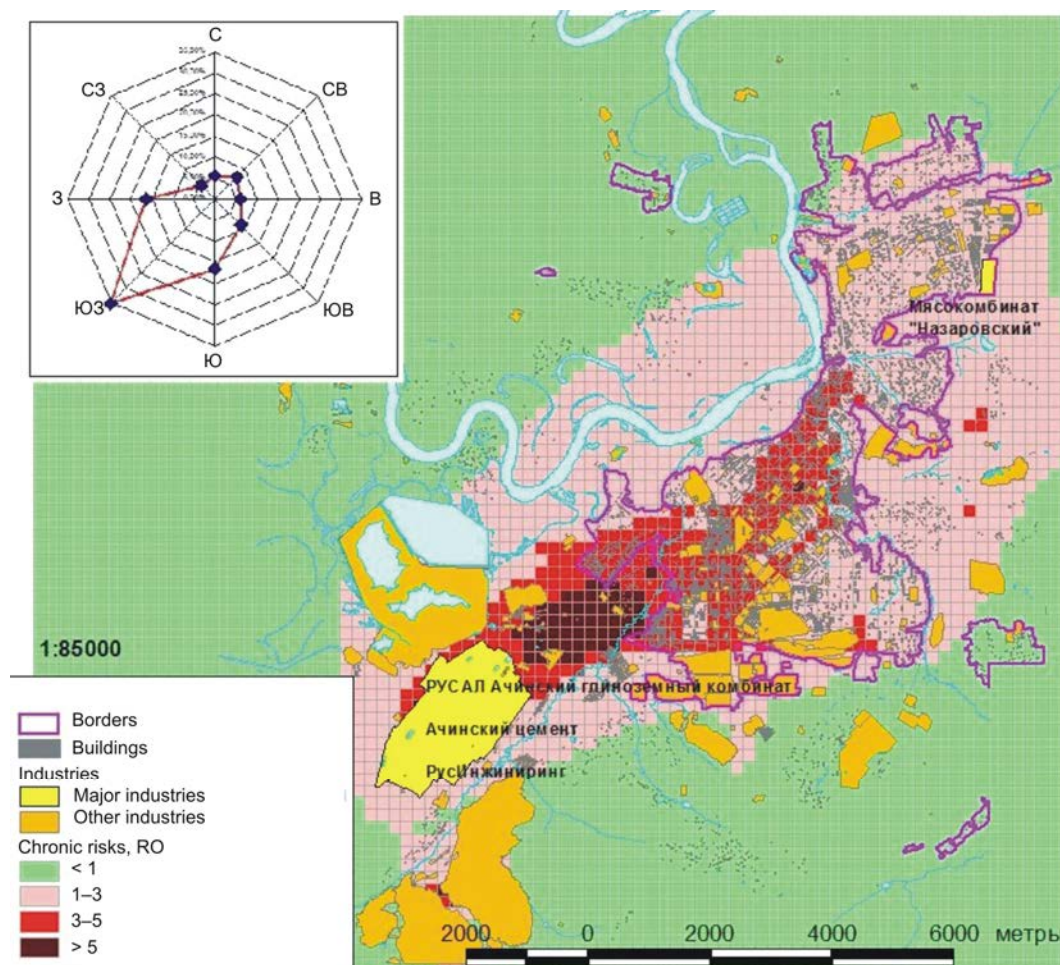 С
СЗ
СВ
З
В
ЮЗ
ЮВ
Ю
Мясокомбинат
"Назаровский"
1:85000
РУСАЛ Ачинский глиноземный комбинат
Ачинский цемент
РусИнжиниринг
Borders
Buildings
Industries
Major industries
Other industries
Chronic risks, RO
< 1
1–3
3–5
> 5
2000 0 2000 4000 6000 метры